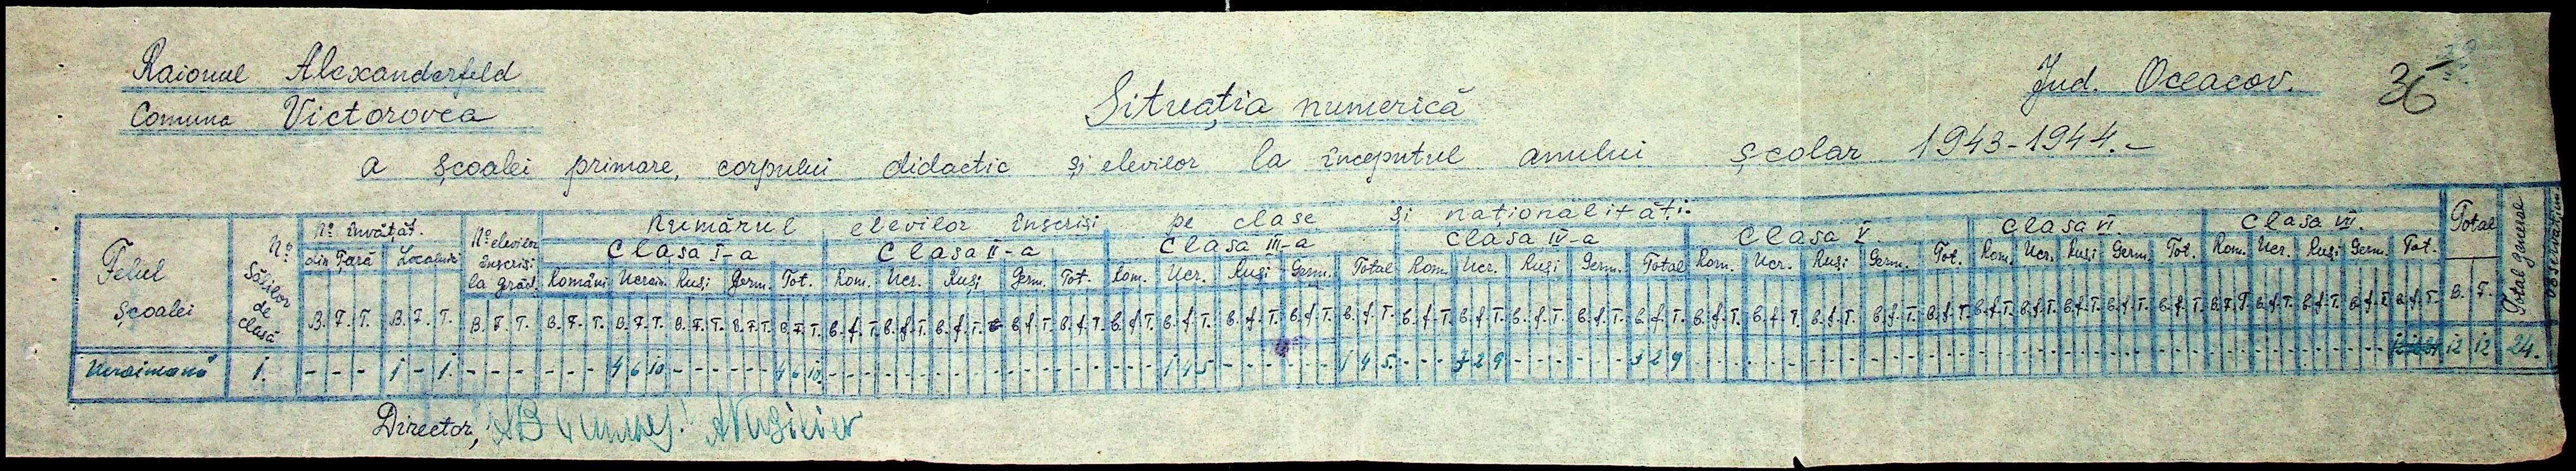 Raionul Alexanderfeld
Jud. Oceacov.
36
Comuna Victorovca
Situația numerică
a școalei primare, corpului didactic și elevilor la începutul anului școlar 1943-1944.-
Felul școalei
No Sălilor de clasă
No învățăt.
din Țară Localnici
B. F. T. B. F. T.
No elevilor înscriși la grăd.
B. F. T.
Numărul elevilor înscriși pe clase și naționalități.
Clasa I-a Clasa II-a Clasa III-a Clasa IV-a Clasa V. Clasa VI. Clasa VII.
Români Ucrain. Ruși Germ. Tot. Rom. Ucr. Ruși Germ. Tot. Rom. Ucr. Ruși Germ. Total Rom. Ucr. Ruși Germ. Total Rom. Ucr. Ruși Germ. Tot. Rom. Ucr. Ruși Germ. Tot. Rom. Ucr. Ruși Germ. Tot.
B. F. T. B. F. T. B. F. T. B. F. T. B. F. T. B. f. T. B. f. T. B. f. T. B. f. T. B. f. T. B. f. T. B. f. T. B. f. T. B. f. T. B. f. T. B. f. T. B. f. T. B. f. T. B. f. T. B. f. T. B. f. T. B. f. T. B. f. T. B. f. T. B. f. T. B. f. T. B. f. T. B. f. T. B. f. T. B. f. T. B. F. T. B. f. T. B. f. T. B. f. T. B. f. T.
Total
B. F.
Total general
Observațiuni
Ucraineană 1. - - - 1 - 1 - - - - - - 4 6 10 - - - - - - 4 6 10 - - - - - - - - - - - - - - - - - - 1 4 5 - - - - - - 1 4 5. - - - 7 2 9 - - - - - - 7 2 9 - - - - - - - - - - - - - - - - - - - - - - - - - - - - - - - - - - - - - - - - - - 12 12 24.
Director,